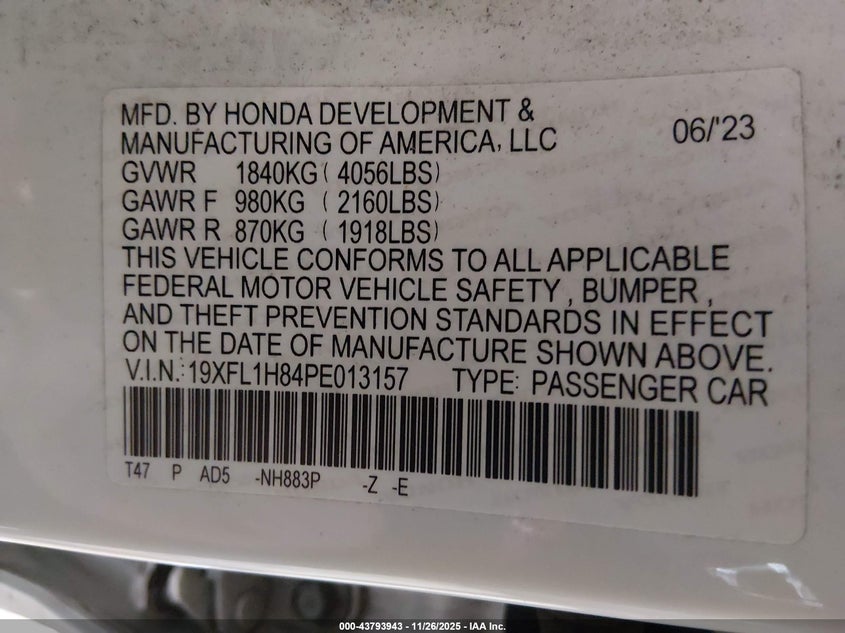 MFD. BY HONDA DEVELOPMENT &
MANUFACTURING OF AMERICA, LLC 06/'23
GVWR 1840KG ( 4056LBS)
GAWR F 980KG ( 2160LBS)
GAWR R 870KG ( 1918LBS)
THIS VEHICLE CONFORMS TO ALL APPLICABLE
FEDERAL MOTOR VEHICLE SAFETY , BUMPER ,
AND THEFT PREVENTION STANDARDS IN EFFECT
ON THE DATE OF MANUFACTURE SHOWN ABOVE.
V.I.N.: 19XFL1H84PE013157 TYPE: PASSENGER CAR
T47 P AD5 -NH883P -Z -E
000-43793943 - 11/26/2025 - IAA Inc.